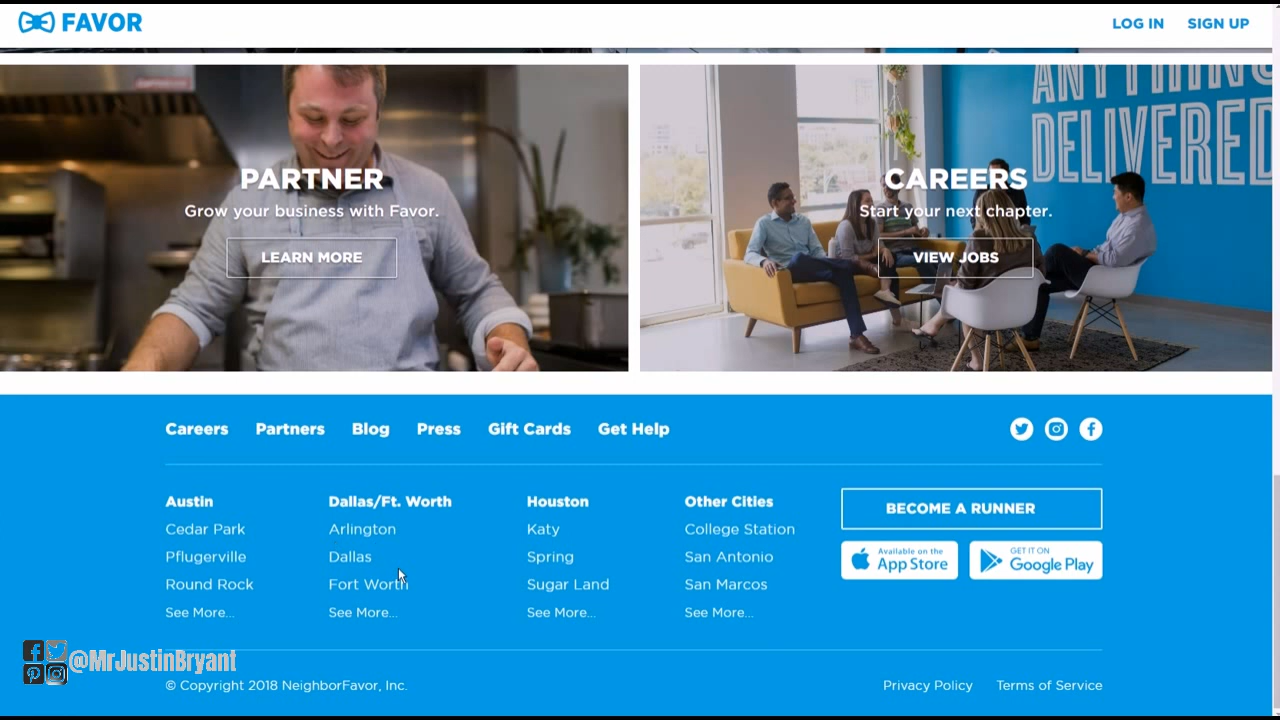 FAVOR
LOG IN
SIGN UP
PARTNER
Grow your business with Favor.
LEARN MORE
ANYTHING
DELIVERED
CAREERS
Start your next chapter.
VIEW JOBS
Careers
Partners
Blog
Press
Gift Cards
Get Help
Austin
Cedar Park
Pflugerville
Round Rock
See More...
Dallas/Ft. Worth
Arlington
Dallas
Fort Worth
See More...
Houston
Katy
Spring
Sugar Land
See More...
Other Cities
College Station
San Antonio
San Marcos
See More...
BECOME A RUNNER
Available on the
App Store
GET IT ON
Google Play
@MrJustinBryant
© Copyright 2018 NeighborFavor, Inc.
Privacy Policy
Terms of Service